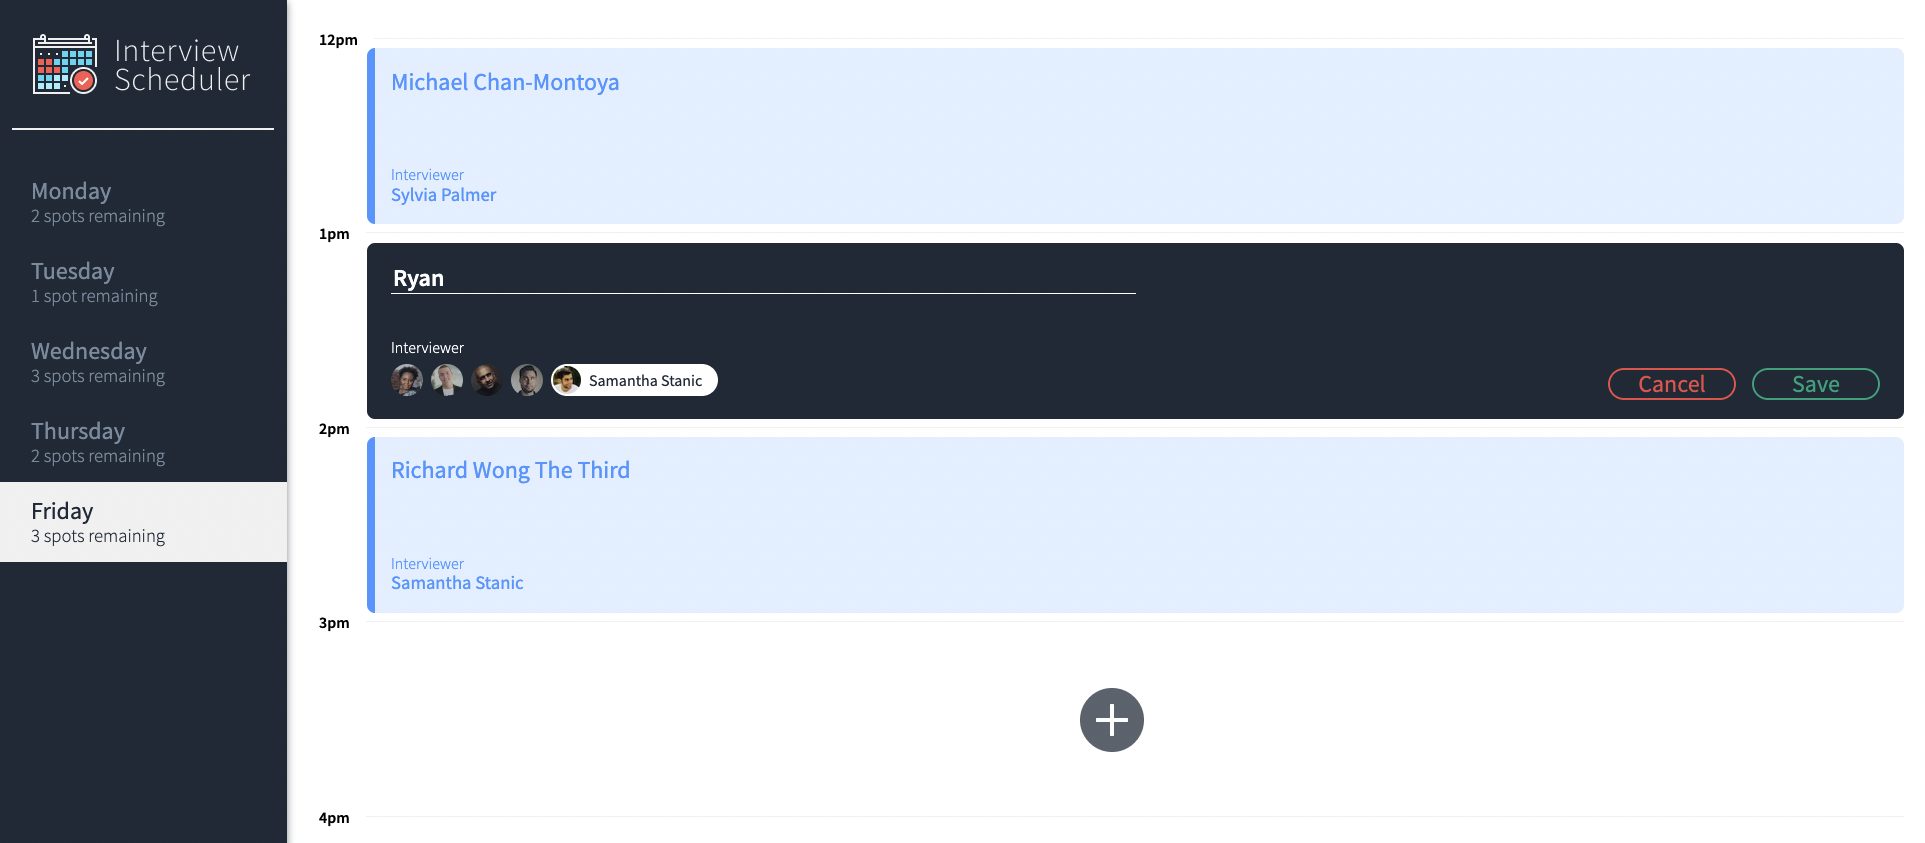 Interview
Scheduler
Monday
2 spots remaining
Tuesday
1 spot remaining
Wednesday
3 spots remaining
Thursday
2 spots remaining
Friday
3 spots remaining
12pm
Michael Chan-Montoya
Interviewer
Sylvia Palmer
1pm
Ryan
Interviewer
Samantha Stanic
Cancel
Save
2pm
Richard Wong The Third
Interviewer
Samantha Stanic
3pm
4pm